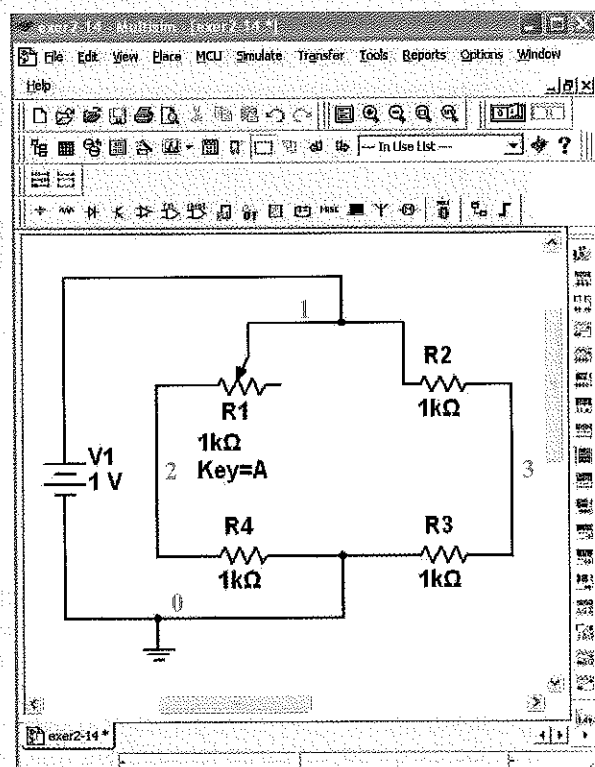 exer2-14 - Multisim - [exer2-14 *]
File Edit View Place MCU Simulate Transfer Tools Reports Options Window
Help
--- In Use List ---
?
MISC
1
R2
1kΩ
R1
1kΩ
Key=A
V1
1 V
2
3
R4
1kΩ
R3
1kΩ
0
exer2-14 *